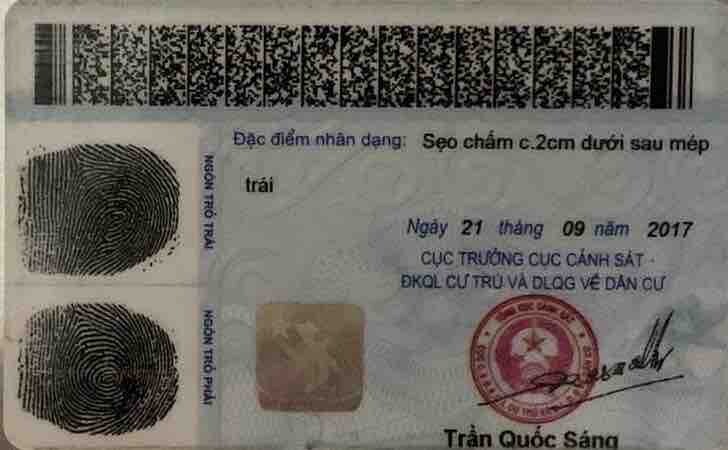 Đặc điểm nhân dạng: Sẹo chấm c.2cm dưới sau mép
trái
NGÓN TRỎ TRÁI
Ngày 21 tháng 09 năm 2017
CỤC TRƯỞNG CỤC CẢNH SÁT
ĐKQL CƯ TRÚ VÀ DLQG VỀ DÂN CƯ
NGÓN TRỎ PHẢI
Trần Quốc Sáng